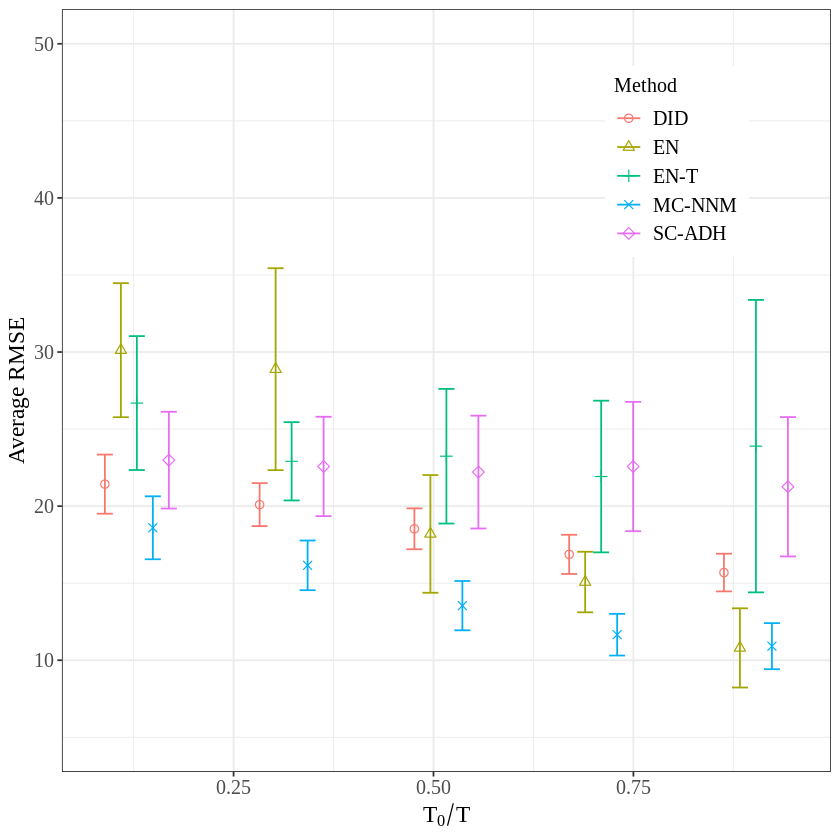 50
40
30
20
10
Average RMSE
Method
DID
EN
EN-T
MC-NNM
SC-ADH
0.25 0.50 0.75
T₀/T